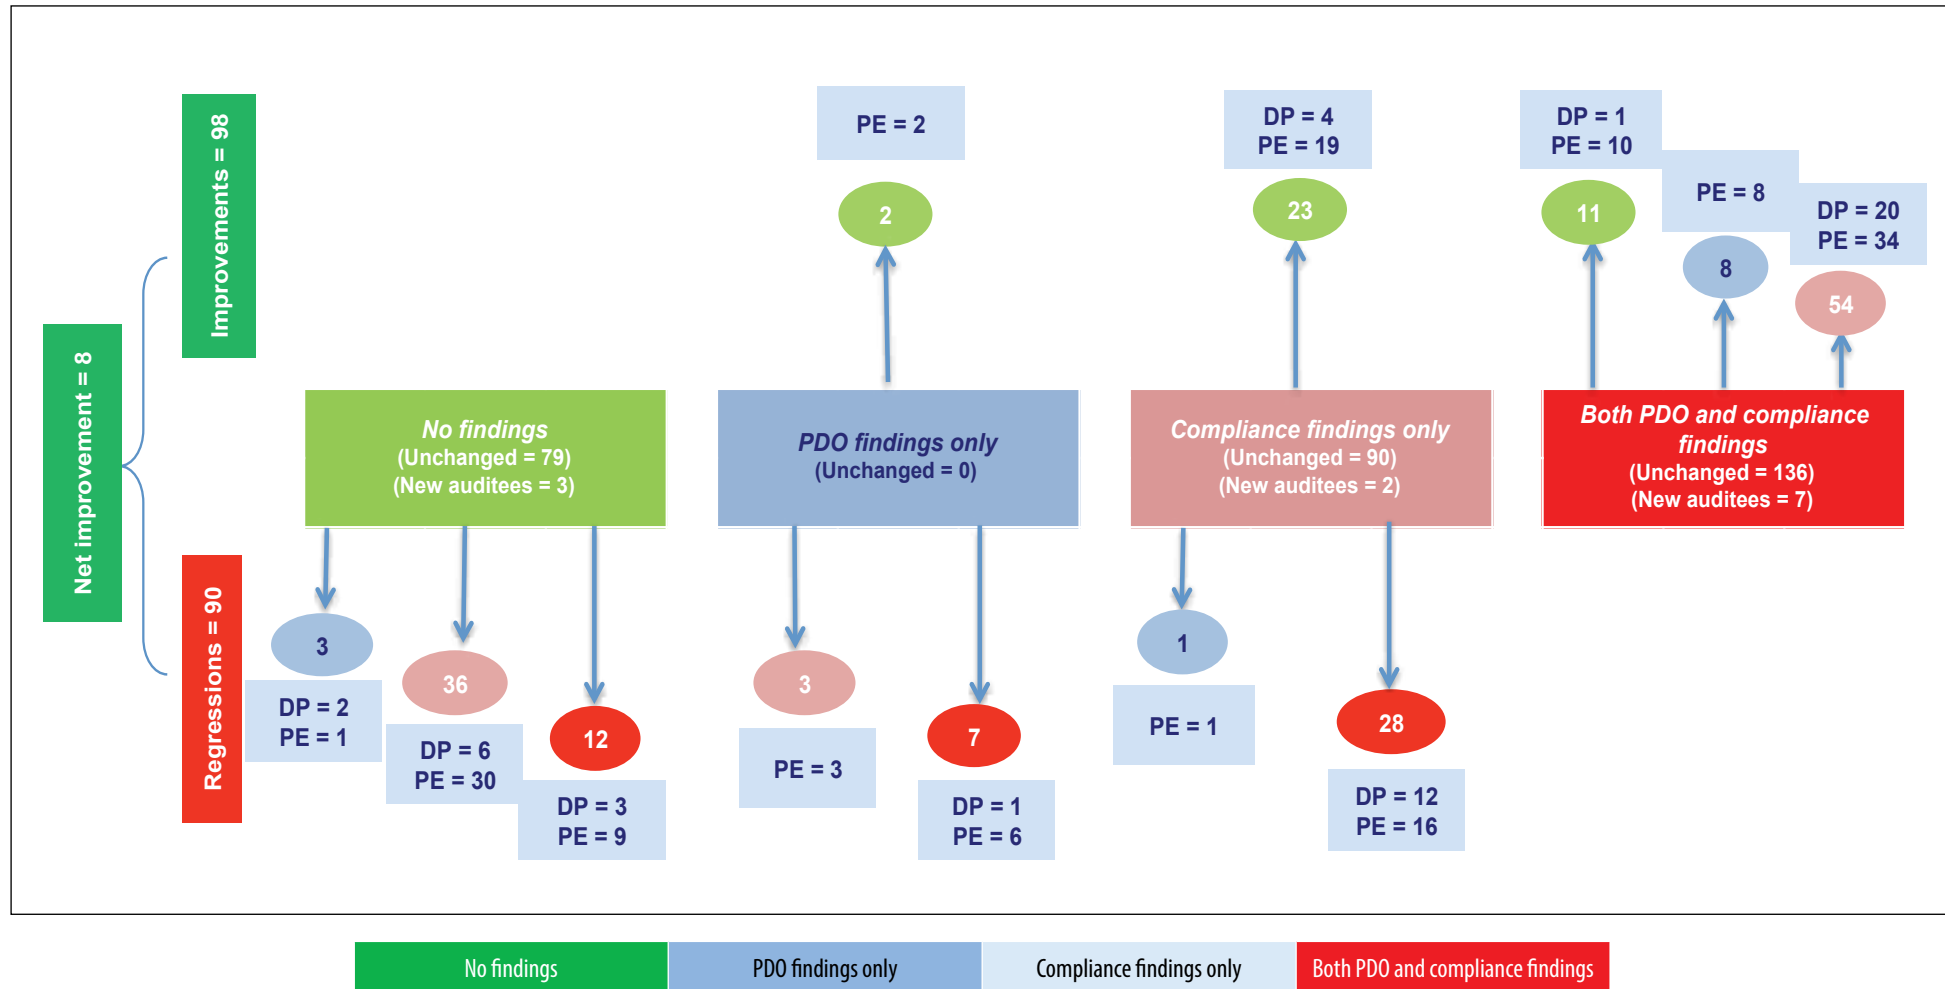 Net improvement = 8
Improvements = 98
Regressions = 90
PE = 2
2
DP = 4
PE = 19
23
DP = 1
PE = 10
11
PE = 8
8
DP = 20
PE = 34
54
No findings
(Unchanged = 79)
(New auditees = 3)
PDO findings only
(Unchanged = 0)
Compliance findings only
(Unchanged = 90)
(New auditees = 2)
Both PDO and compliance
findings
(Unchanged = 136)
(New auditees = 7)
3
DP = 2
PE = 1
36
DP = 6
PE = 30
12
DP = 3
PE = 9
3
PE = 3
7
DP = 1
PE = 6
1
PE = 1
28
DP = 12
PE = 16
No findings
PDO findings only
Compliance findings only
Both PDO and compliance findings